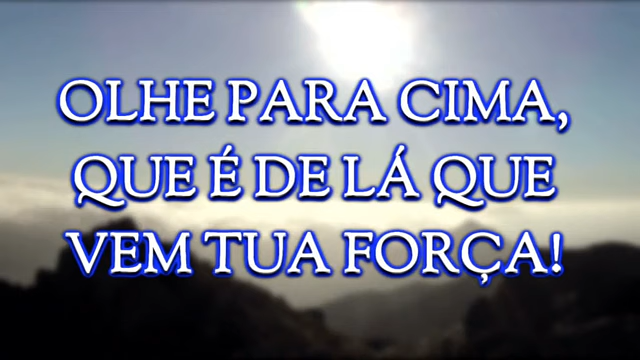 OLHE PARA CIMA,
QUE É DE LÁ QUE
VEM TUA FORÇA!